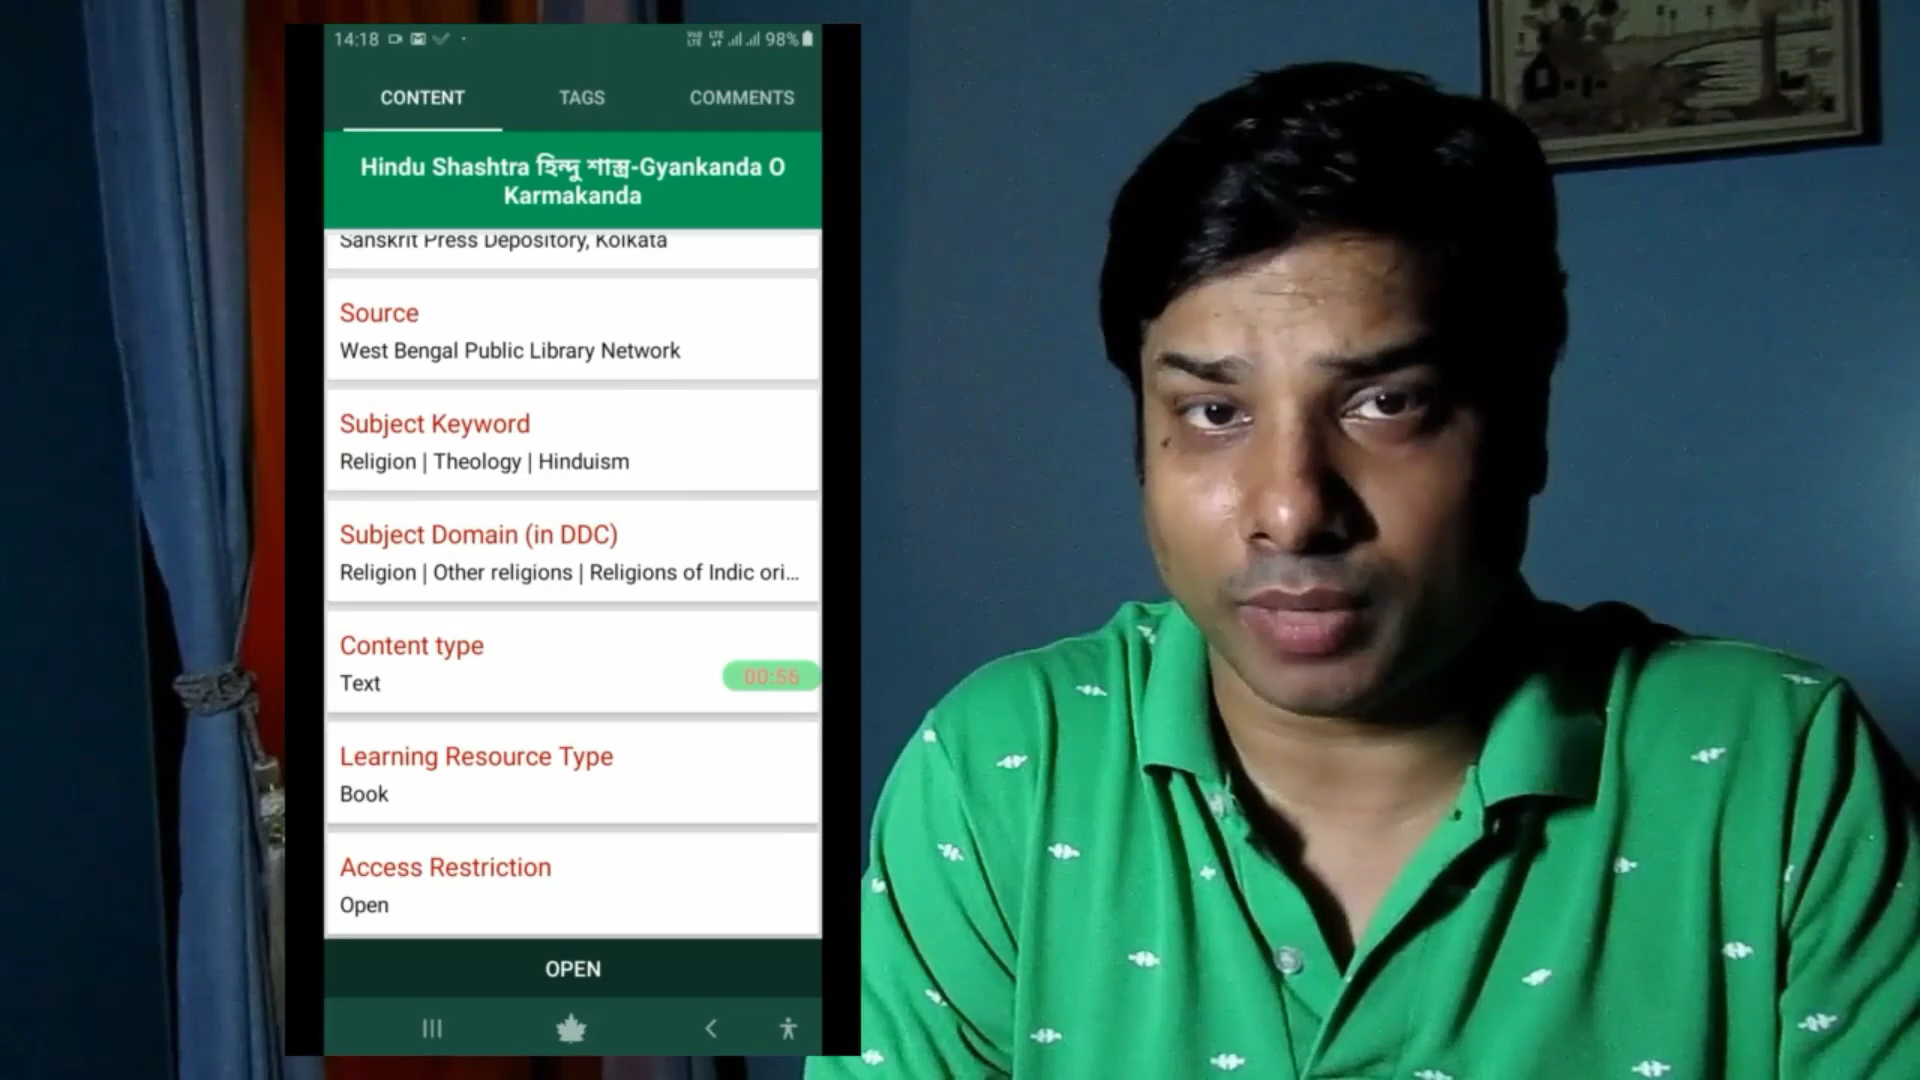 14:18
98%
CONTENT TAGS COMMENTS
Hindu Shashtra হিন্দু শাস্ত্র-Gyankanda O
Karmakanda
Sanskrit Press Depository, Kolkata
Source
West Bengal Public Library Network
Subject Keyword
Religion | Theology | Hinduism
Subject Domain (in DDC)
Religion | Other religions | Religions of Indic ori...
Content type
Text
00:56
Learning Resource Type
Book
Access Restriction
Open
OPEN